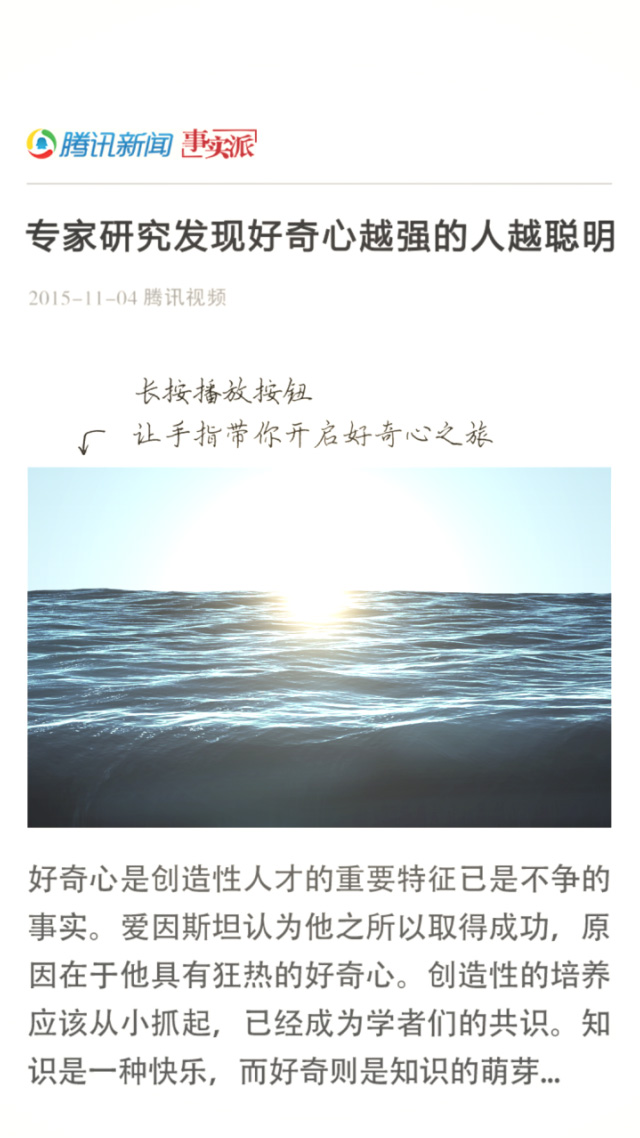 腾讯新闻 事实派
专家研究发现好奇心越强的人越聪明
2015-11-04 腾讯视频
长按播放按钮
让手指带你开启好奇心之旅
好奇心是创造性人才的重要特征已是不争的
事实。爱因斯坦认为他之所以取得成功，原
因在于他具有狂热的好奇心。创造性的培养
应该从小抓起，已经成为学者们的共识。知
识是一种快乐，而好奇则是知识的萌芽...